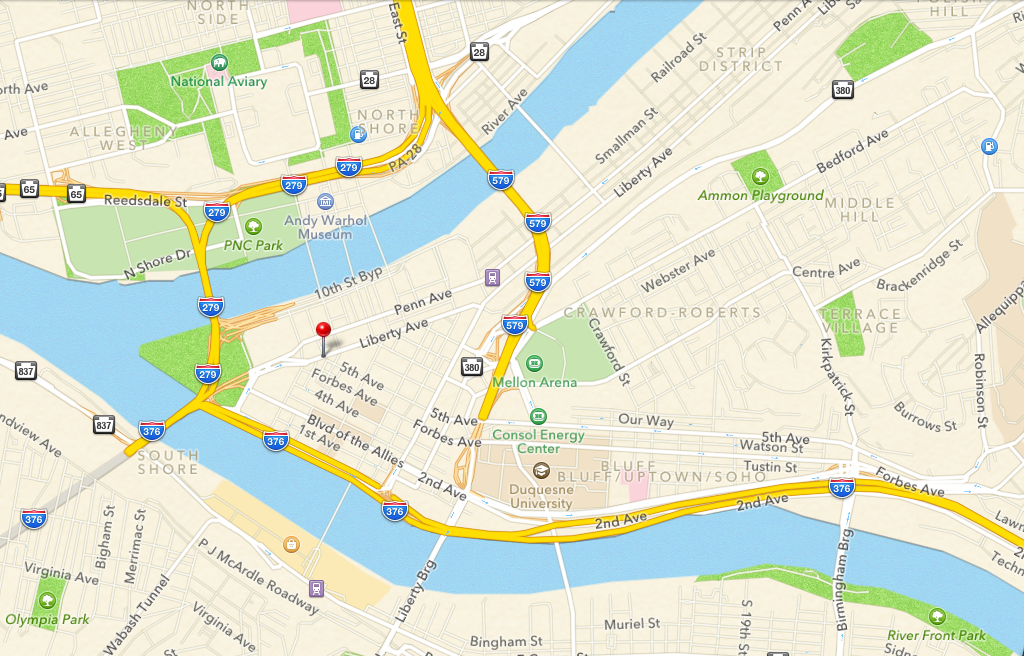 NORTH
SIDE
East St
28
28
National Aviary
orth Ave
Ave
ALLEGHENY
WEST
NORTH
SHORE
PA-28
River Ave
Railroad St
STRIP
DISTRICT
Penn A
Smallman St
Liberty Ave
HILL
380
Bedford Ave
Ammon Playground
MIDDLE
HILL
65
65
Reedsdale St
279
279
279
579
Andy Warhol
Museum
PNC Park
N Shore Dr
579
10th St Byp
579
279
Penn Ave
Liberty Ave
579
Webster Ave
Centre Ave
Brackenridge St
CRAWFORD-ROBERTS
Crawford St
TERRACE
VILLAGE
Kirkpatrick St
Robinson St
837
279
5th Ave
Forbes Ave
4th Ave
380
Mellon Arena
837
376
376
Blvd of the Allies
1st Ave
5th Ave
Forbes Ave
Consol Energy
Center
Our Way
5th Ave
Watson St
Tustin St
Burrows St
SOUTH
SHORE
2nd Ave
Duquesne
University
BLUFF
BLUFF/UPTOWN/SOHO
376
Forbes Ave
376
376
2nd Ave
2nd Ave
Bigham St
Merrimac St
Virginia Ave
Olympia Park
Wabash Tunnel
Virginia Ave
P J McArdle Roadway
Liberty Brg
Bingham St
Muriel St
S 19th St
Birmingham Brg
River Front Park